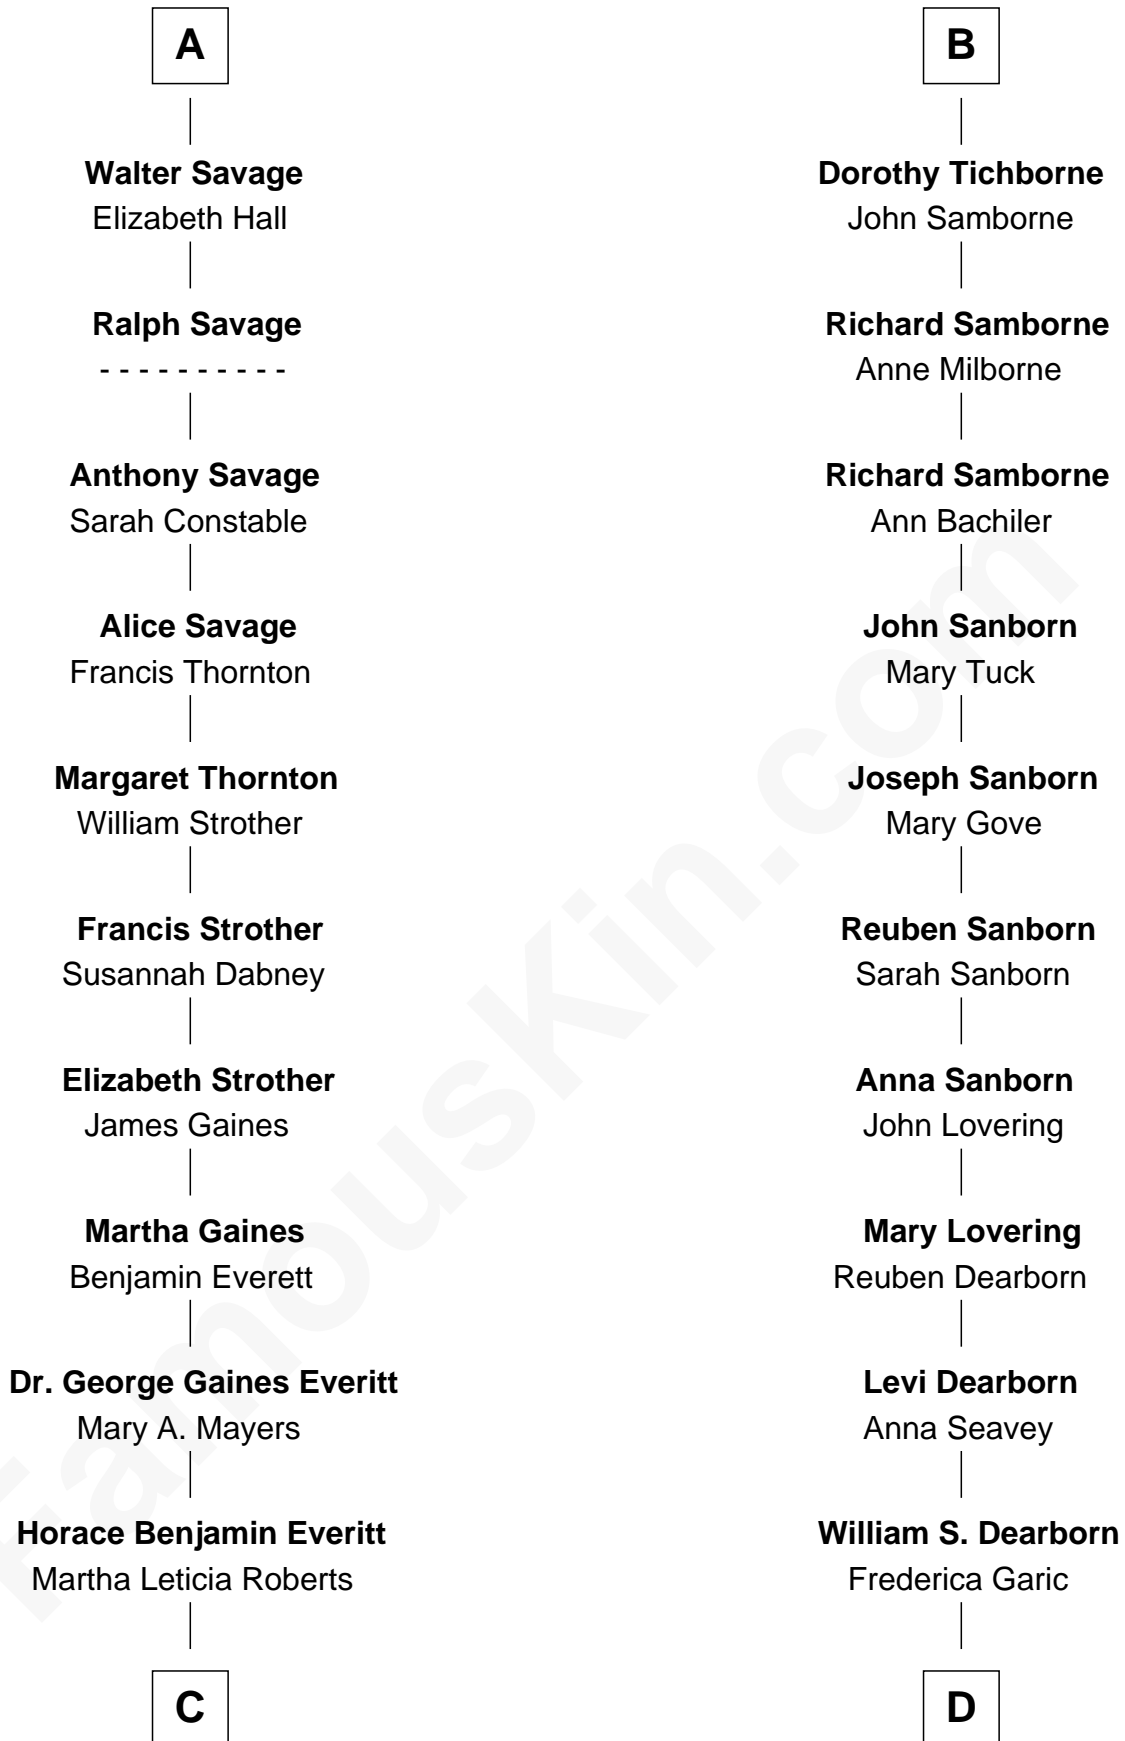 A
Walter Savage
Elizabeth Hall
Ralph Savage
- - - - - - - - - -
Anthony Savage
Sarah Constable
Alice Savage
Francis Thornton
Margaret Thornton
William Strother
Francis Strother
Susannah Dabney
Elizabeth Strother
James Gaines
Martha Gaines
Benjamin Everett
Dr. George Gaines Everitt
Mary A. Mayers
Horace Benjamin Everitt
Martha Leticia Roberts
C
B
Dorothy Tichborne
John Samborne
Richard Samborne
Anne Milborne
Richard Samborne
Ann Bachiler
John Sanborn
Mary Tuck
Joseph Sanborn
Mary Gove
Reuben Sanborn
Sarah Sanborn
Anna Sanborn
John Lovering
Mary Lovering
Reuben Dearborn
Levi Dearborn
Anna Seavey
William S. Dearborn
Frederica Garic
D
FamousKin.com